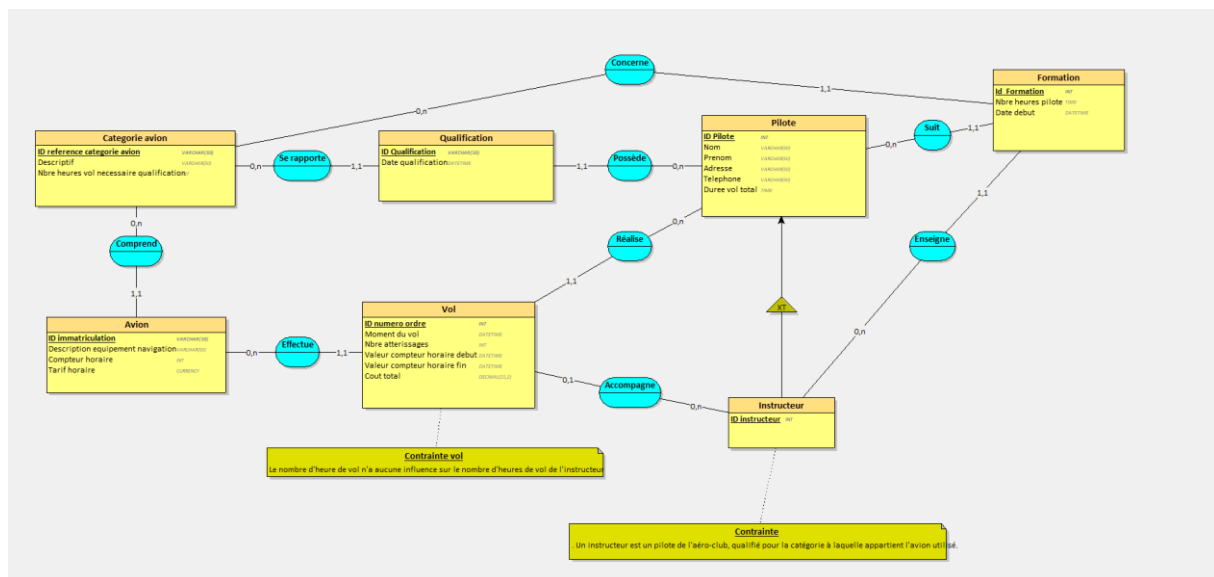 Concerne
0,n
1,1
Formation
Id_Formation INT
Nbre heures pilote TIME
Date debut DATETIME
Categorie avion
ID reference categorie avion VARCHAR(50)
Descriptif VARCHAR(50)
Nbre heures vol necessaire qualification
0,n
Se rapporte
1,1
Qualification
ID Qualification VARCHAR(50)
Date qualification DATETIME
1,1
Possède
0,n
Pilote
ID Pilote INT
Nom VARCHAR(50)
Prenom VARCHAR(50)
Adresse VARCHAR(50)
Telephone VARCHAR(50)
Duree vol total TIME
0,n
Suit
1,1
0,n
Comprend
1,1
0,n
Réalise
1,1
1,1
Enseigne
0,n
XT
Avion
ID immatriculation VARCHAR(50)
Description equipement navigation VARCHAR(50)
Compteur horaire INT
Tarif horaire CURRENCY
0,n
Effectue
1,1
Vol
ID numero ordre INT
Moment du vol DATETIME
Nbre atterissages INT
Valeur compteur horaire debut DATETIME
Valeur compteur horaire fin DATETIME
Cout total
0,1
Accompagne
0,n
Instructeur
ID instructeur INT
Contrainte vol
Le nombre d'heure de vol n'a aucune influence sur le nombre d'heures de vol de l'instructeur
Contrainte
Un instructeur est un pilote de l'aéro-club, qualifié pour la catégorie à laquelle appartient l'avion utilisé.